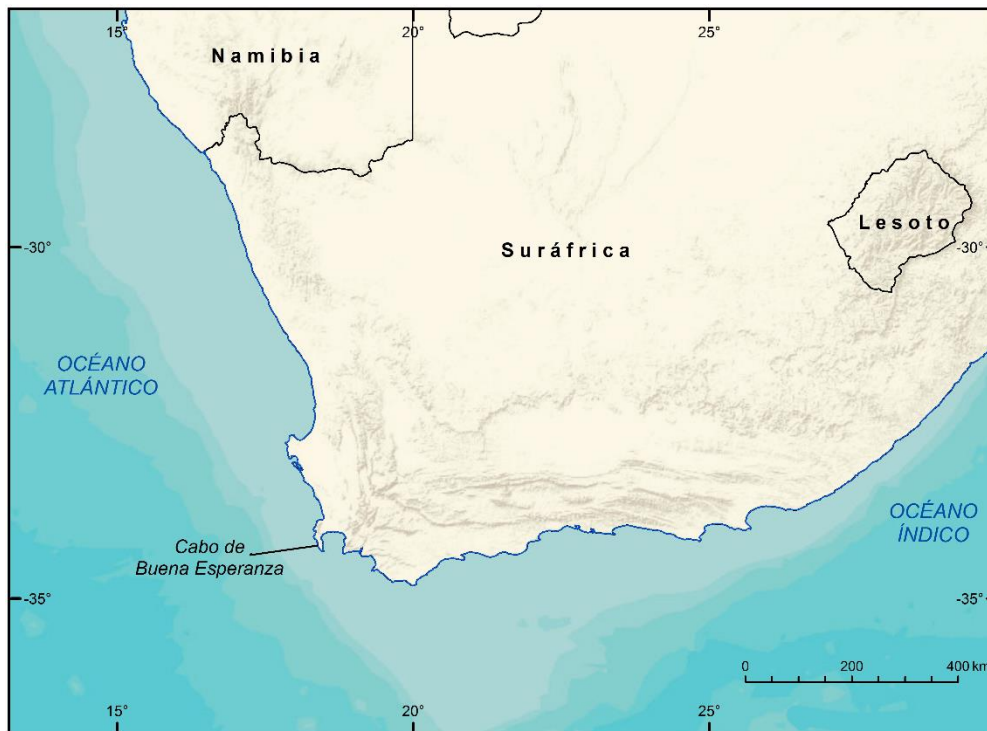 15°
20°
25°
Namibia
Lesoto
-30°
Suráfrica
-30°
OCÉANO
ATLÁNTICO
OCÉANO
ÍNDICO
Cabo de
Buena Esperanza
-35°
-35°
0 200 400 km
15°
20°
25°